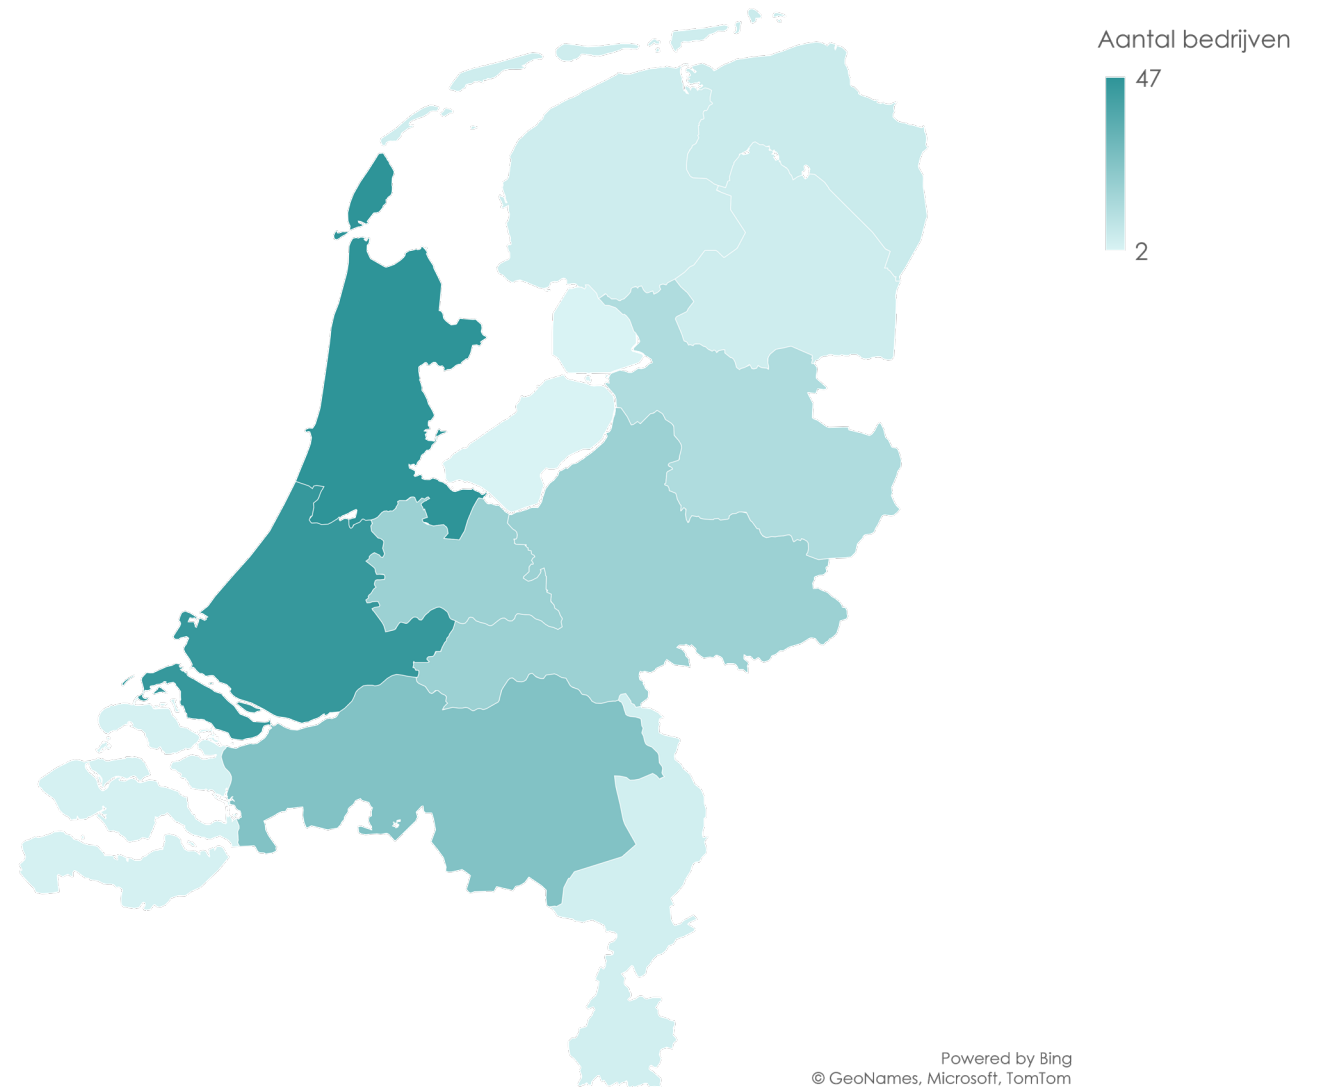 Aantal bedrijven
47
2
Powered by Bing
© GeoNames, Microsoft, TomTom